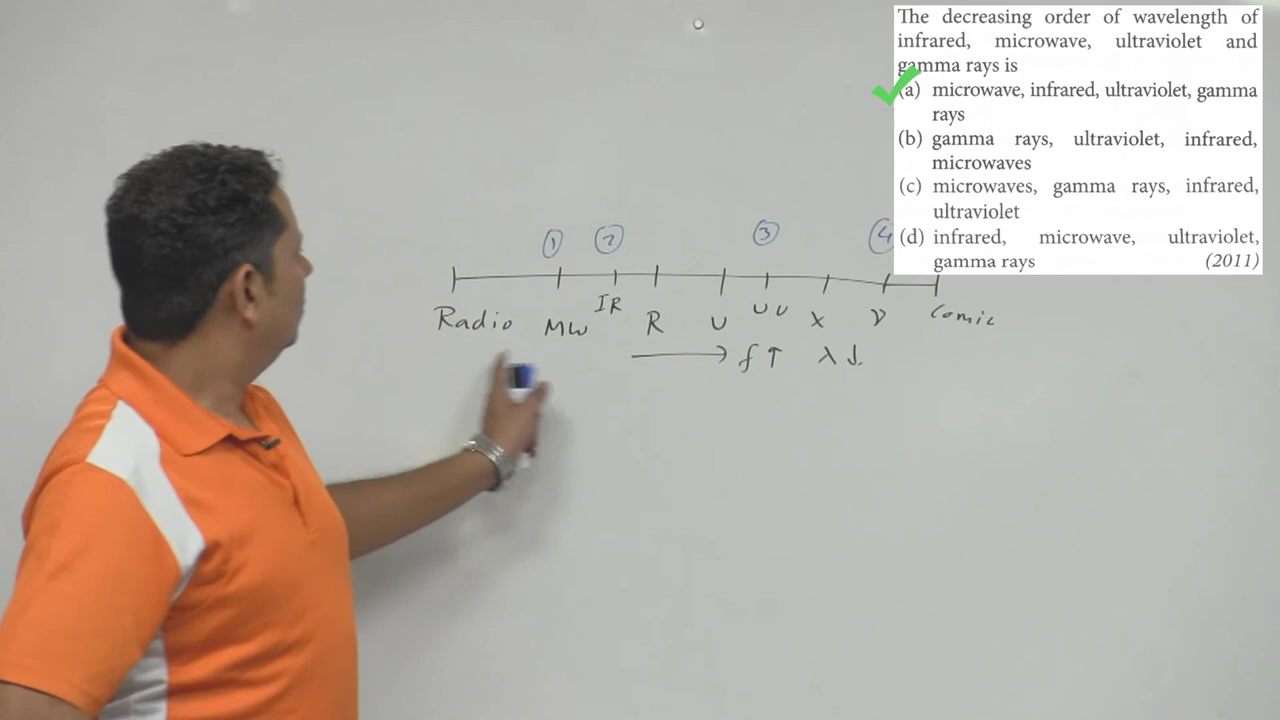 The decreasing order of wavelength of
infrared, microwave, ultraviolet and
gamma rays is
(a) microwave, infrared, ultraviolet, gamma
rays
(b) gamma rays, ultraviolet, infrared,
microwaves
(c) microwaves, gamma rays, infrared,
ultraviolet
(d) infrared, microwave, ultraviolet,
gamma rays (2011)
1 2 3 4
Radio MW IR R U UU X γ Comic
f↑ λ↓